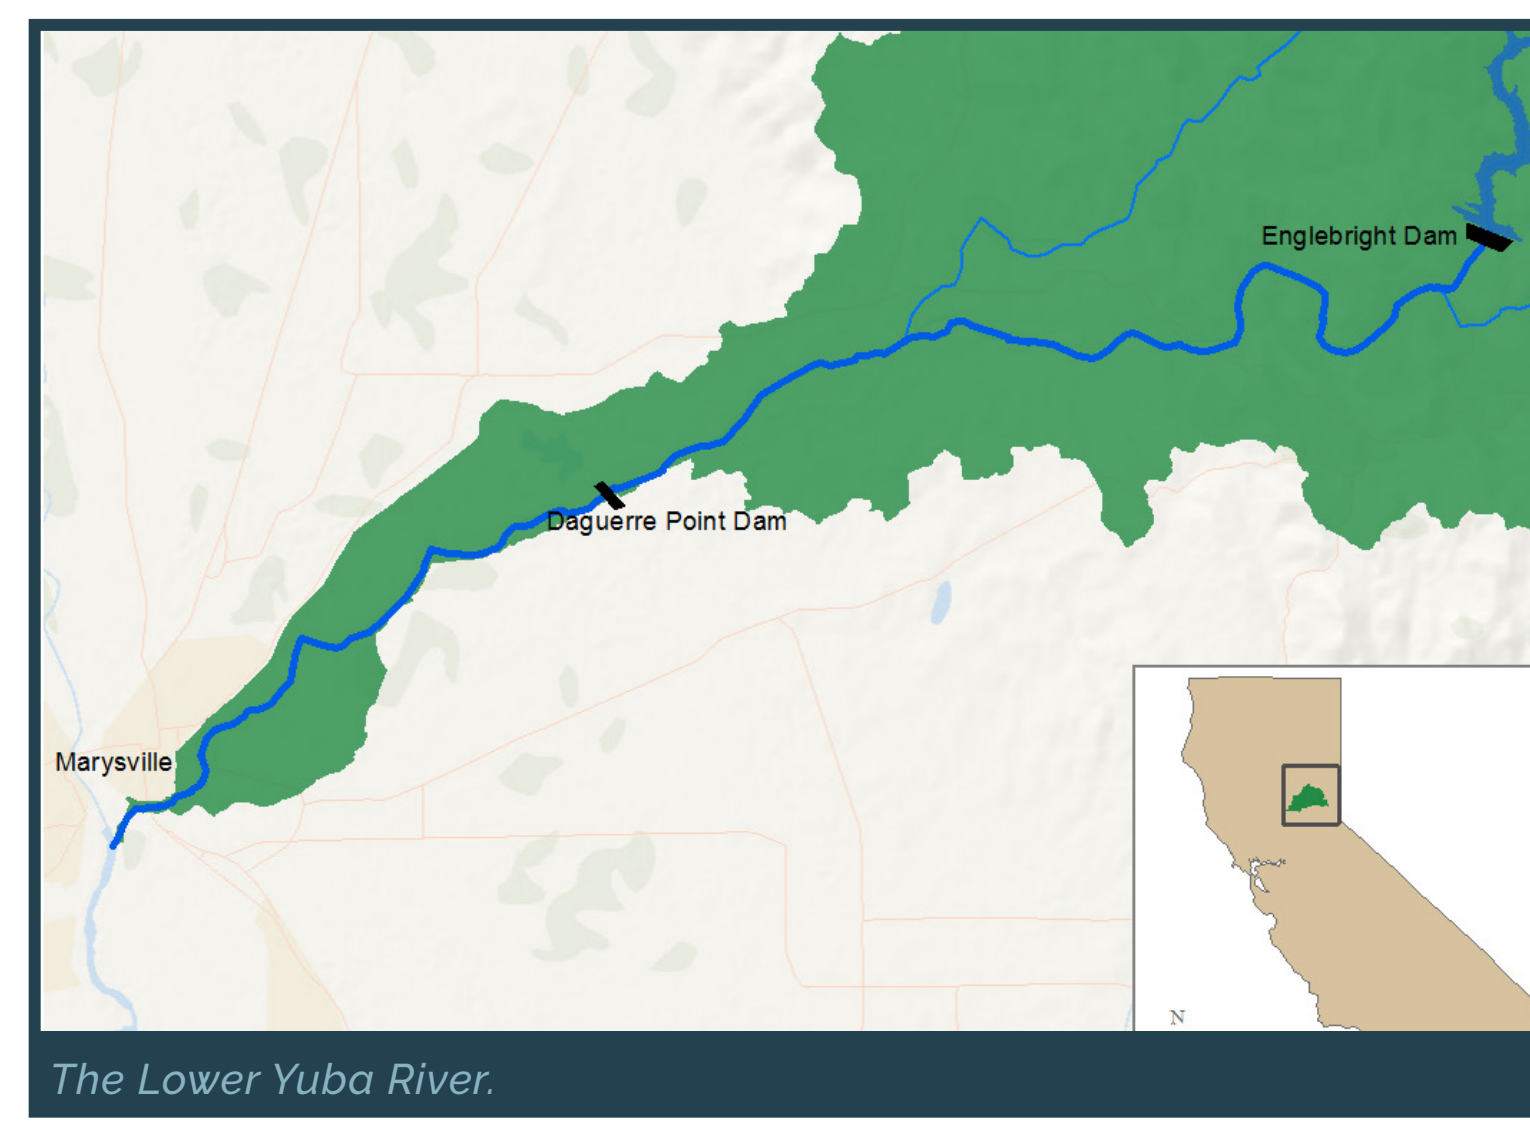 Englebright Dam
Daguerre Point Dam
Marysville
N
The Lower Yuba River.